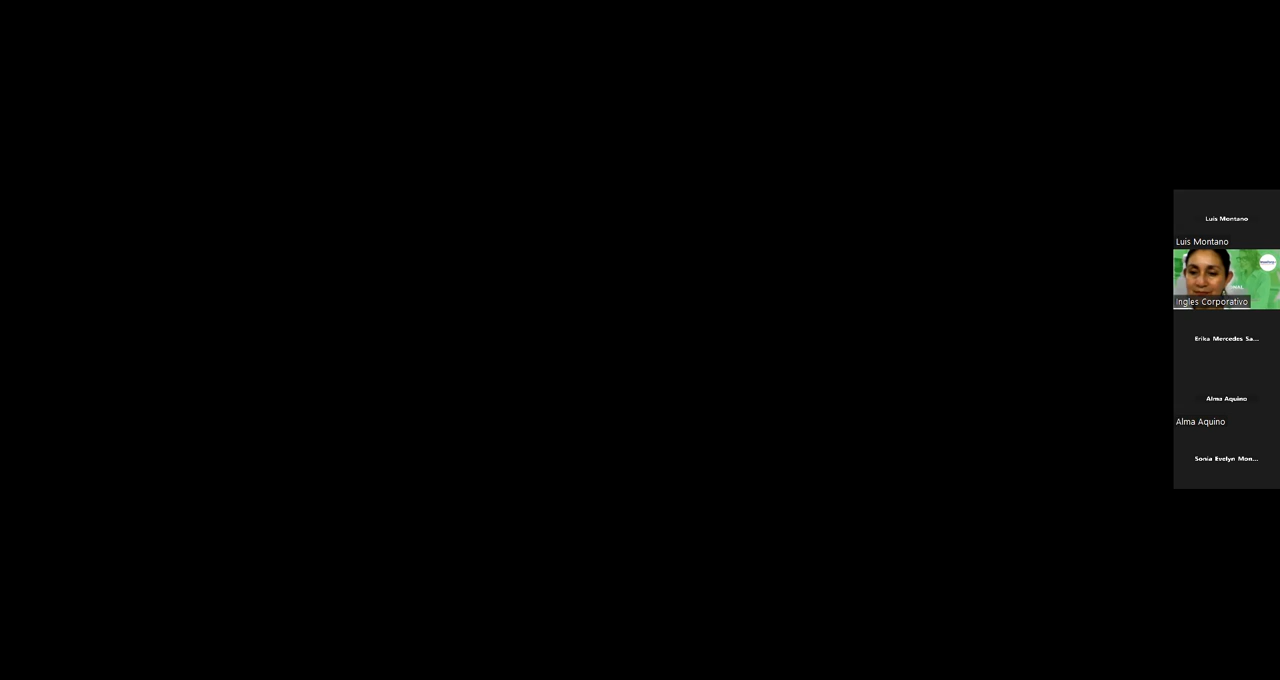 Luis Montano
Luis Montano
Ingles Corporativo
Erika Mercedes Sa...
Alma Aquino
Alma Aquino
Sonia Evelyn Mon...